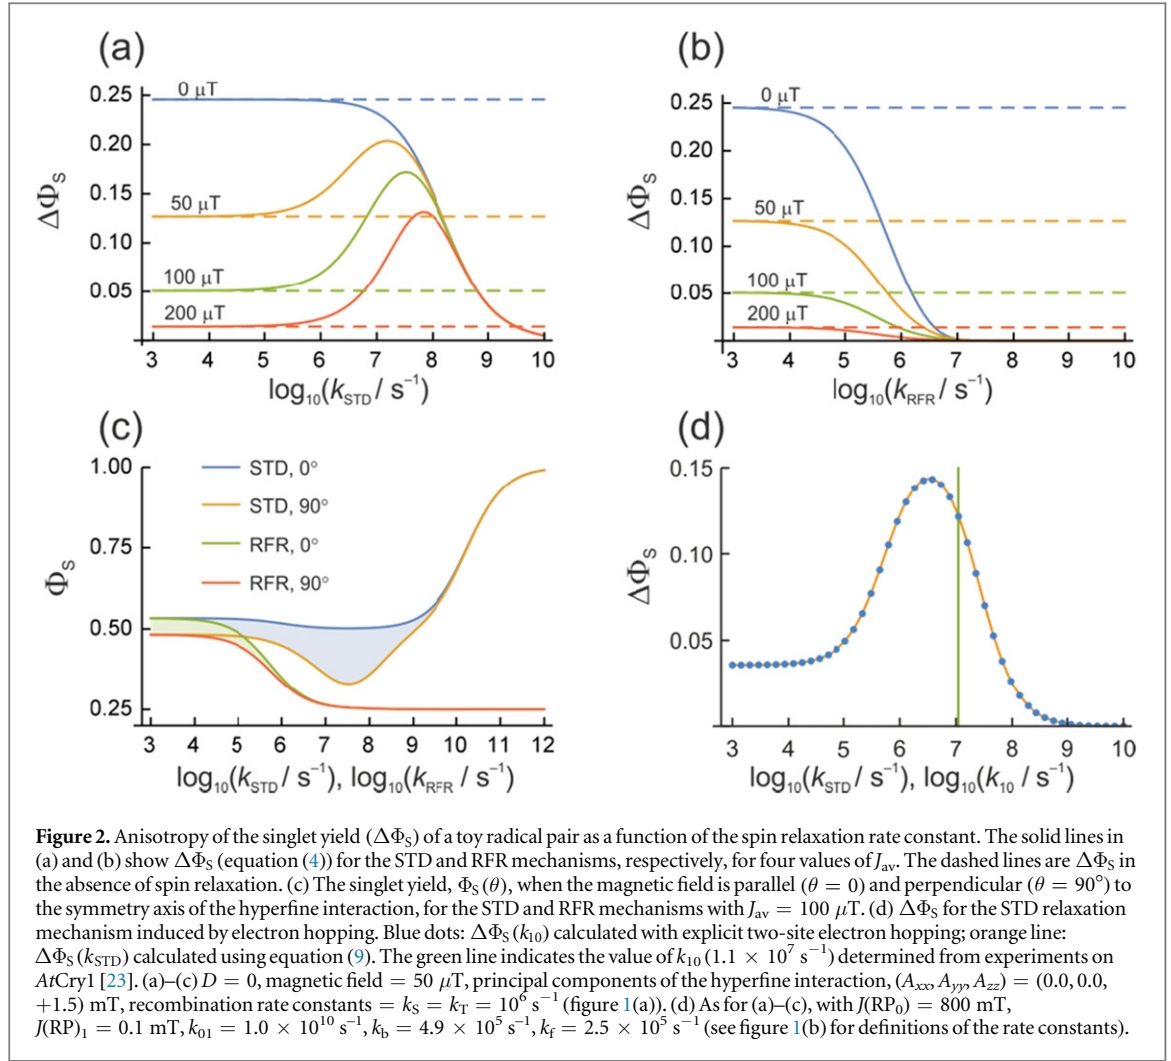 (a)
0 μT
50 μT
100 μT
200 μT
0.25
0.20
0.15
0.10
0.05
ΔΦS
3 4 5 6 7 8 9 10
log10(kSTD / s−1)
(b)
0 μT
50 μT
100 μT
200 μT
0.25
0.20
0.15
0.10
0.05
ΔΦS
3 4 5 6 7 8 9 10
log10(kRFR / s−1)
(c)
STD, 0°
STD, 90°
RFR, 0°
RFR, 90°
1.00
0.75
0.50
0.25
ΦS
3 4 5 6 7 8 9 10 11 12
log10(kSTD / s−1), log10(kRFR / s−1)
(d)
0.15
0.10
0.05
ΔΦS
3 4 5 6 7 8 9 10
log10(kSTD / s−1), log10(k10 / s−1)
Figure 2. Anisotropy of the singlet yield (ΔΦS) of a toy radical pair as a function of the spin relaxation rate constant. The solid lines in
(a) and (b) show ΔΦS (equation (4)) for the STD and RFR mechanisms, respectively, for four values of Jav. The dashed lines are ΔΦS in
the absence of spin relaxation. (c) The singlet yield, ΦS(θ), when the magnetic field is parallel (θ = 0) and perpendicular (θ = 90°) to
the symmetry axis of the hyperfine interaction, for the STD and RFR mechanisms with Jav = 100 μT. (d) ΔΦS for the STD relaxation
mechanism induced by electron hopping. Blue dots: ΔΦS(k10) calculated with explicit two-site electron hopping; orange line:
ΔΦS(kSTD) calculated using equation (9). The green line indicates the value of k10 (1.1 × 10^7 s−1) determined from experiments on
AtCry1 [23]. (a)–(c) D = 0, magnetic field = 50 μT, principal components of the hyperfine interaction, (Axx, Ayy, Azz) = (0.0, 0.0,
+1.5) mT, recombination rate constants = kS = kT = 10^6 s−1 (figure 1(a)). (d) As for (a)–(c), with J(RP0) = 800 mT,
J(RP)1 = 0.1 mT, k01 = 1.0 × 10^10 s−1, kb = 4.9 × 10^5 s−1, kf = 2.5 × 10^5 s−1 (see figure 1(b) for definitions of the rate constants).